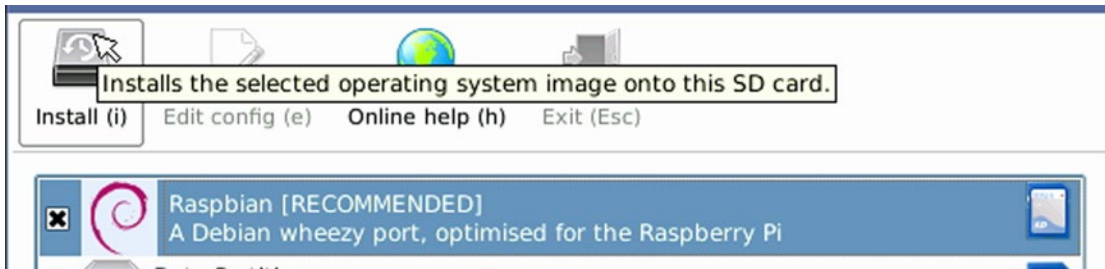 Installs the selected operating system image onto this SD card.
Install (i) Edit config (e) Online help (h) Exit (Esc)
Raspbian [RECOMMENDED]
A Debian wheezy port, optimised for the Raspberry Pi